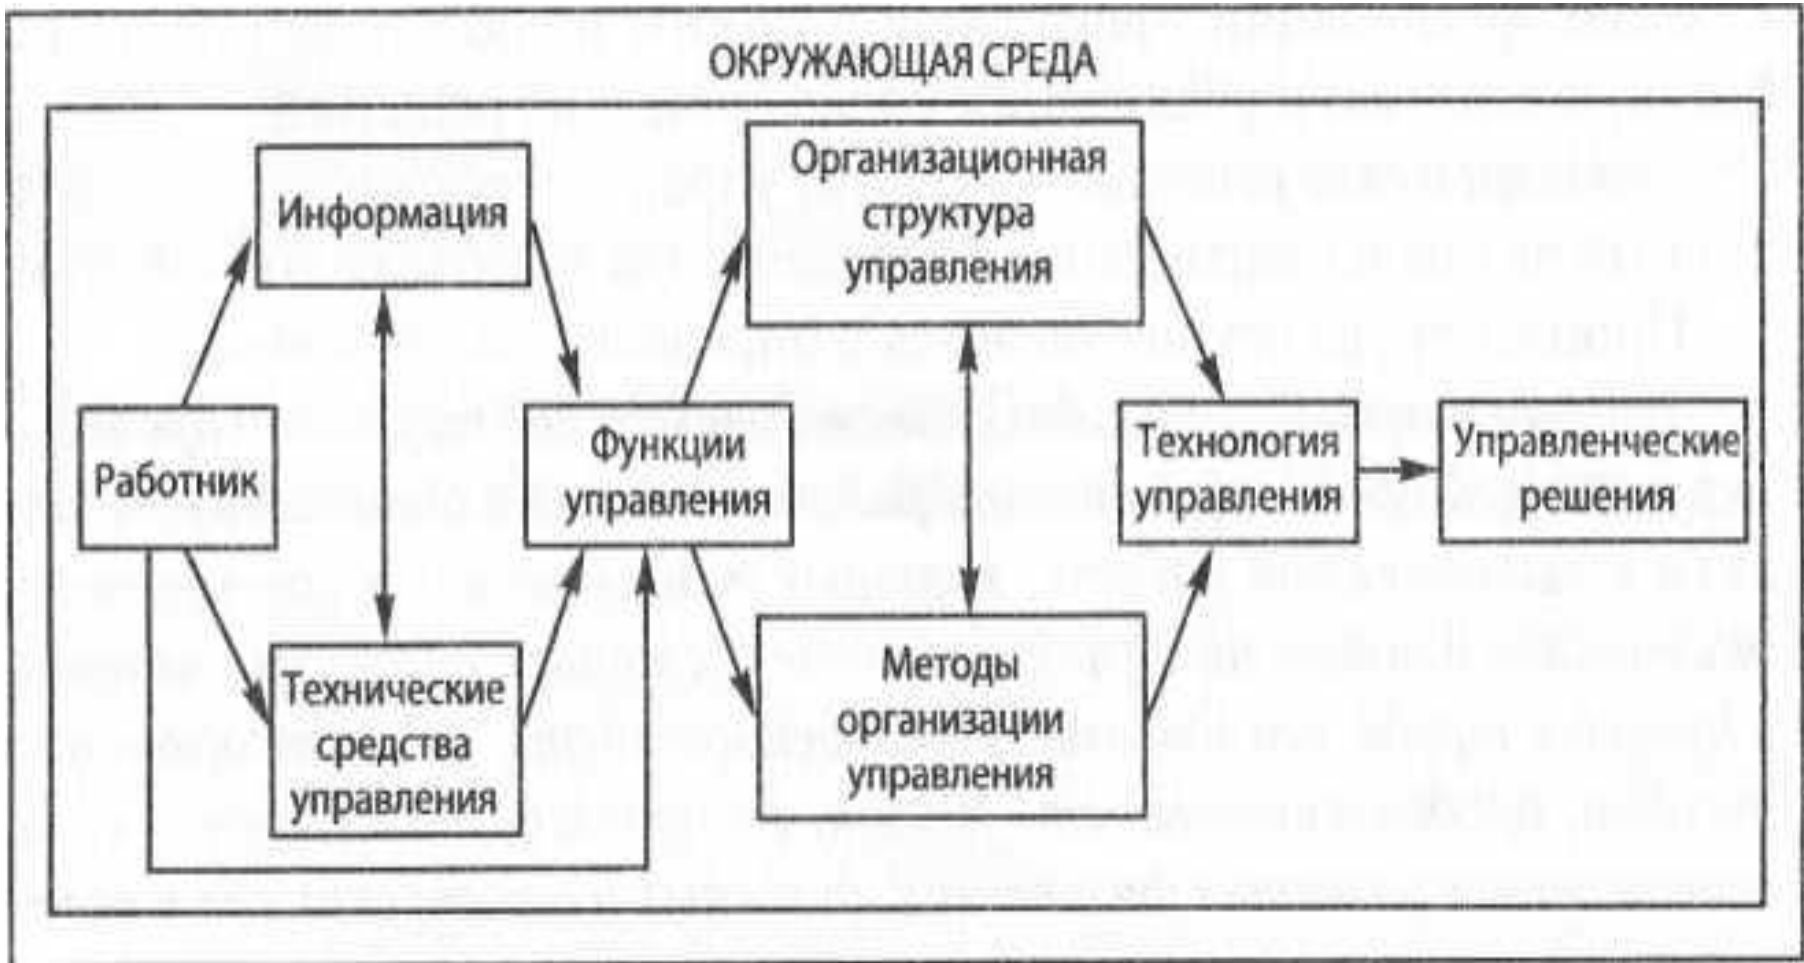 ОКРУЖАЮЩАЯ СРЕДА
Информация
Организационная
структура
управления
Работник
Функции
управления
Технология
управления
Управленческие
решения
Технические
средства
управления
Методы
организации
управления